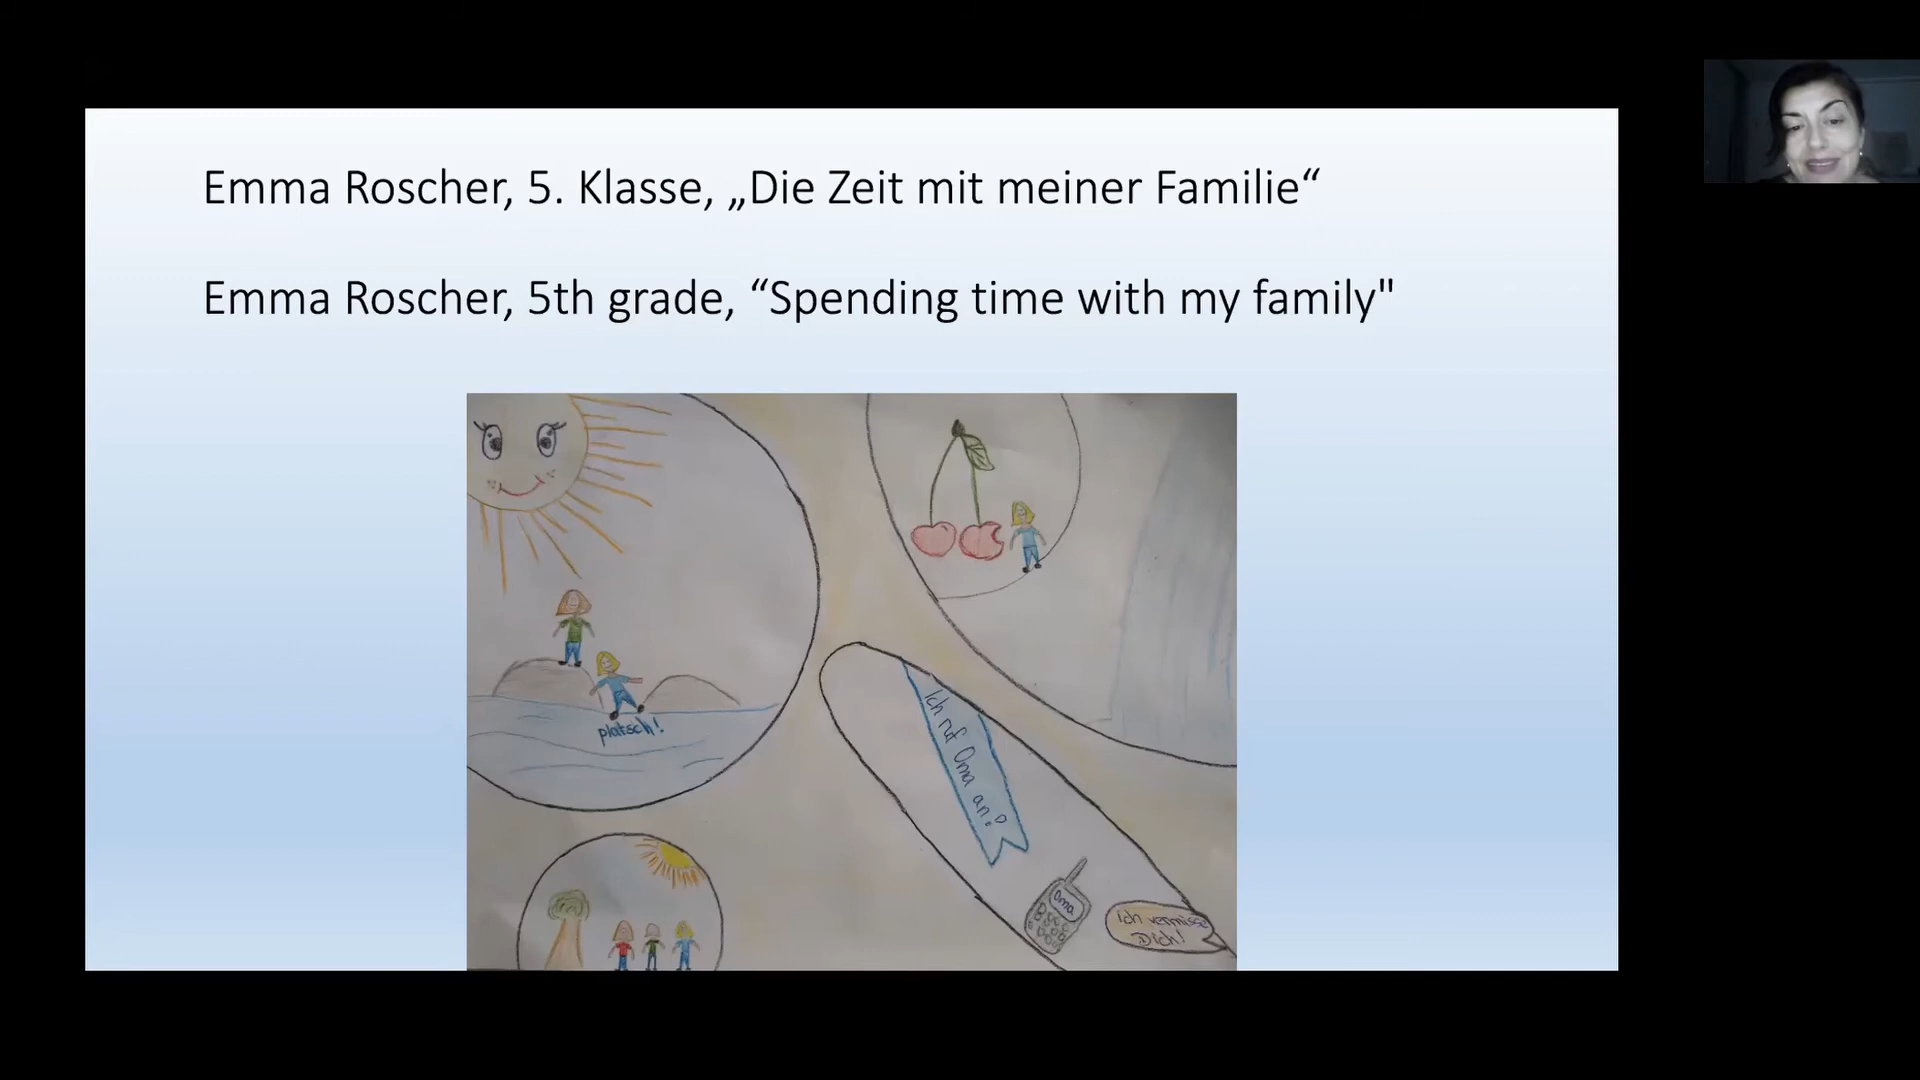 Emma Roscher, 5. Klasse, „Die Zeit mit meiner Familie“
Emma Roscher, 5th grade, “Spending time with my family"
platsch!
Ich ruf Oma an?
Oma
Ich vermisse
Dich!